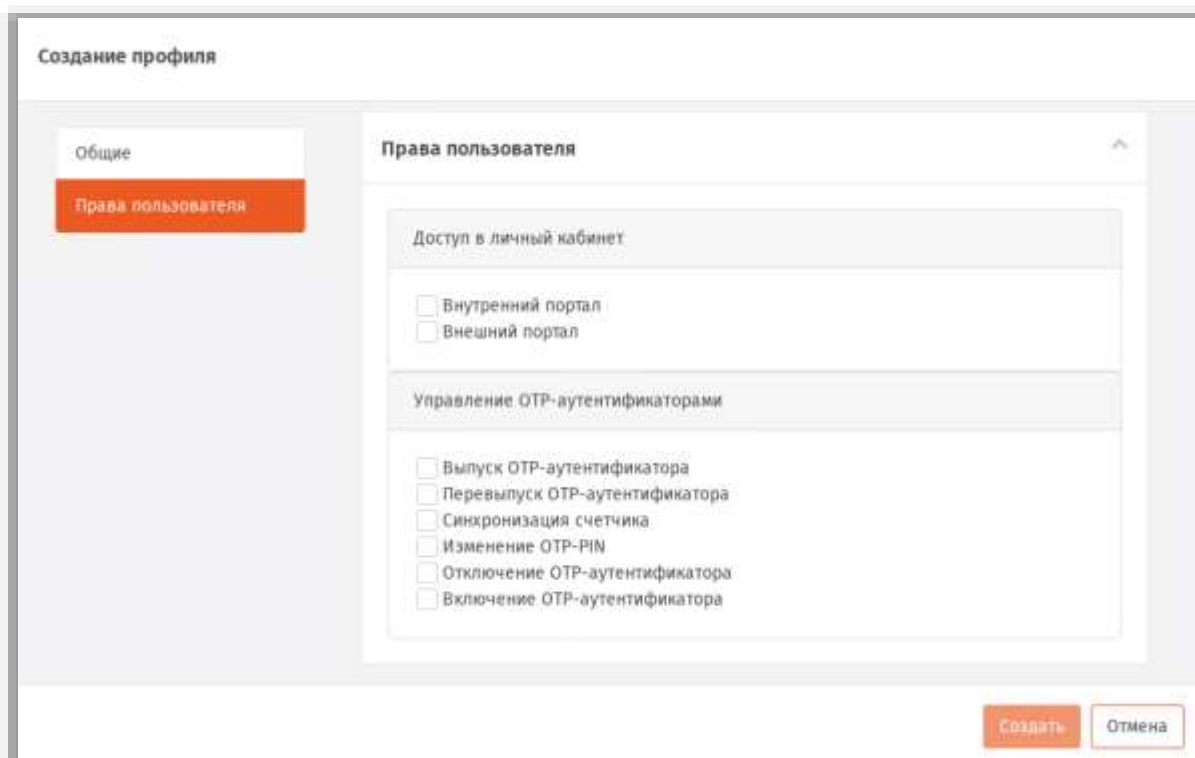 Создание профиля
Общие
Права пользователя
Права пользователя
Доступ в личный кабинет
Внутренний портал
Внешний портал
Управление OTP-аутентификаторами
Выпуск OTP-аутентификатора
Перевыпуск OTP-аутентификатора
Синхронизация счетчика
Изменение OTP-PIN
Отключение OTP-аутентификатора
Включение OTP-аутентификатора
Создать
Отмена